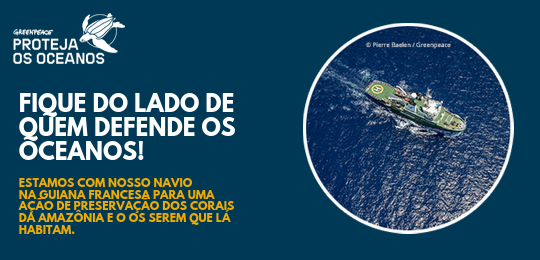 GREENPEACE
PROTEJA
OS OCEANOS
© Pierre Baelen / Greenpeace
FIQUE DO LADO DE
QUEM DEFENDE OS
OCEANOS!
ESTAMOS COM NOSSO NAVIO
NA GUIANA FRANCESA PARA UMA
AÇÃO DE PRESERVAÇÃO DOS CORAIS
DA AMAZÔNIA E O OS SEREM QUE LÁ
HABITAM.